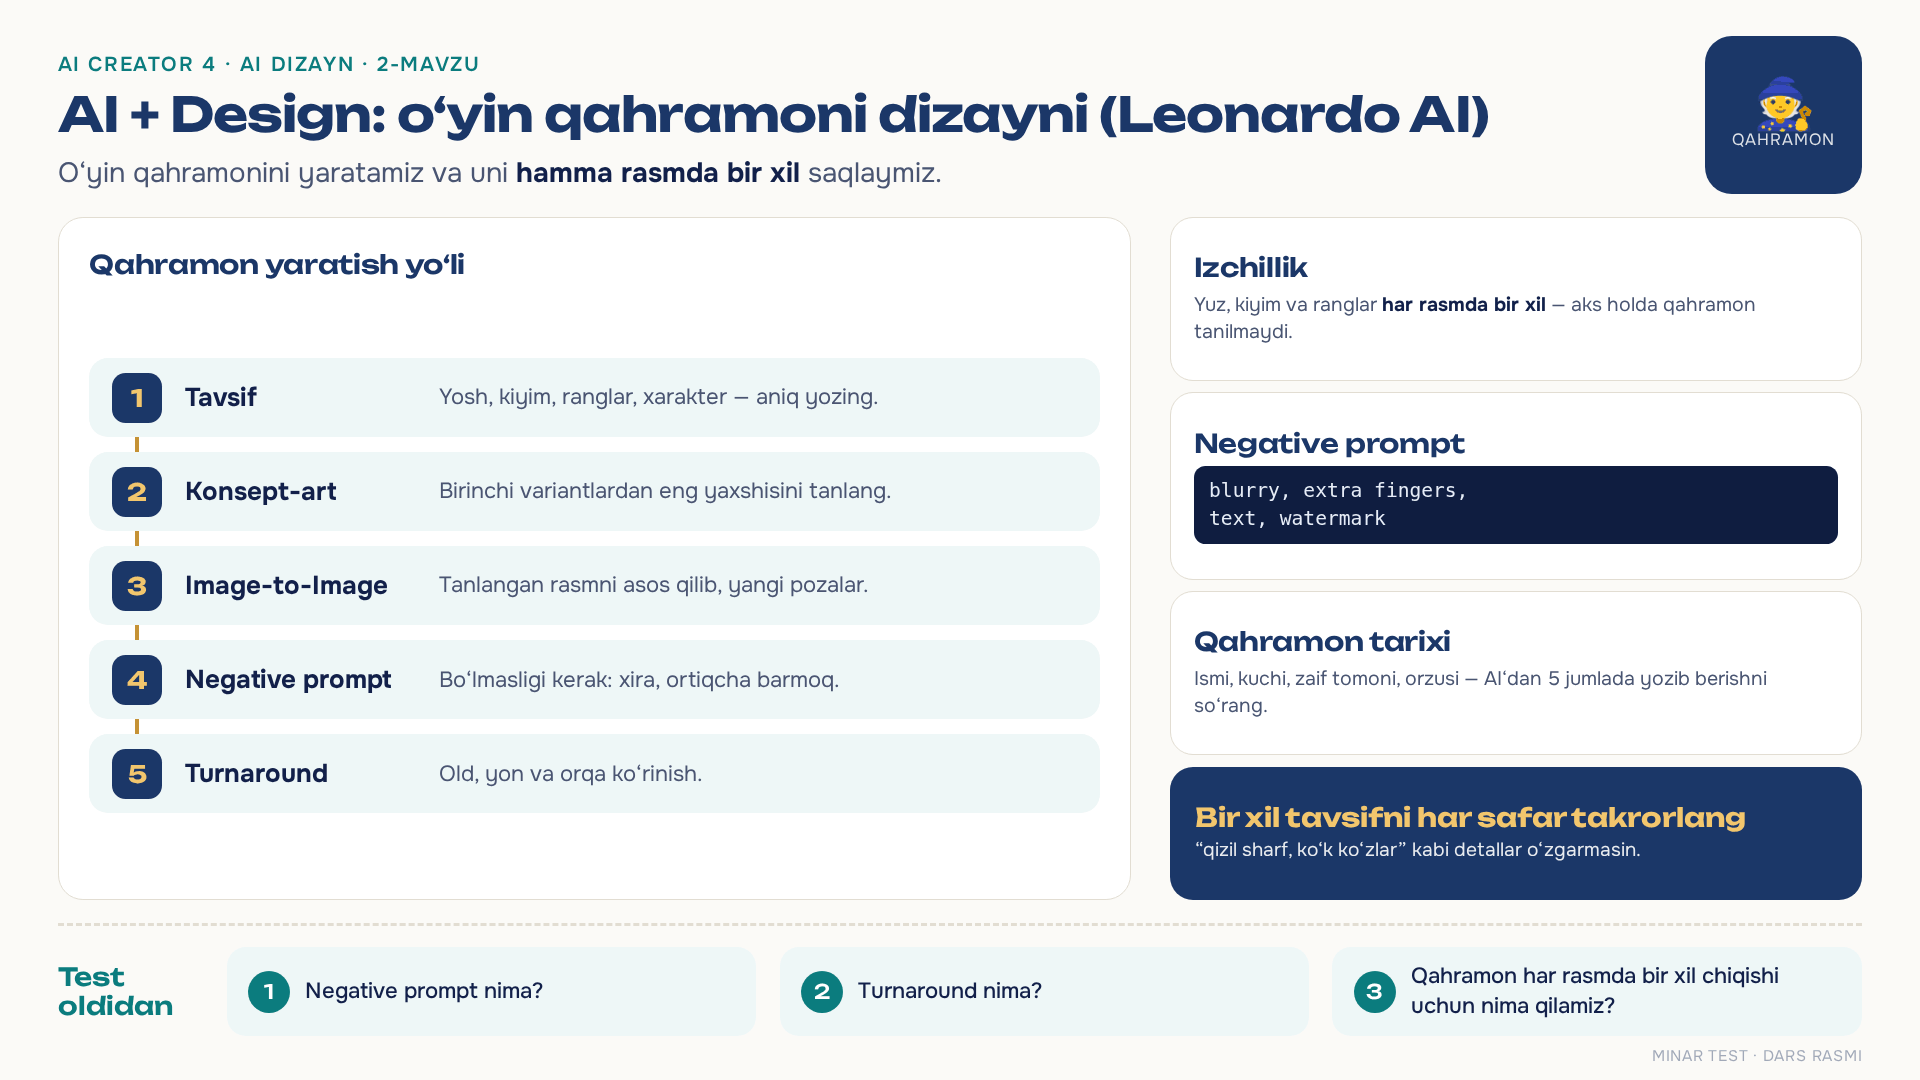 AI CREATOR 4 · AI DIZAYN · 2-MAVZU
AI + Design: o‘yin qahramoni dizayni (Leonardo AI)
O‘yin qahramonini yaratamiz va uni hamma rasmda bir xil saqlaymiz.
QAHRAMON
Qahramon yaratish yo‘li
1 Tavsif Yosh, kiyim, ranglar, xarakter — aniq yozing.
2 Konsept-art Birinchi variantlardan eng yaxshisini tanlang.
3 Image-to-Image Tanlangan rasmni asos qilib, yangi pozalar.
4 Negative prompt Bo‘lmasligi kerak: xira, ortiqcha barmoq.
5 Turnaround Old, yon va orqa ko‘rinish.
Izchillik
Yuz, kiyim va ranglar har rasmda bir xil — aks holda qahramon
tanilmaydi.
Negative prompt
blurry, extra fingers,
text, watermark
Qahramon tarixi
Ismi, kuchi, zaif tomoni, orzusi — AI‘dan 5 jumlada yozib berishni
so‘rang.
Bir xil tavsifni har safar takrorlang
“qizil sharf, ko‘k ko‘zlar” kabi detallar o‘zgarmasin.
Test
oldidan
1 Negative prompt nima?
2 Turnaround nima?
3 Qahramon har rasmda bir xil chiqishi
uchun nima qilamiz?
MINAR TEST · DARS RASMI